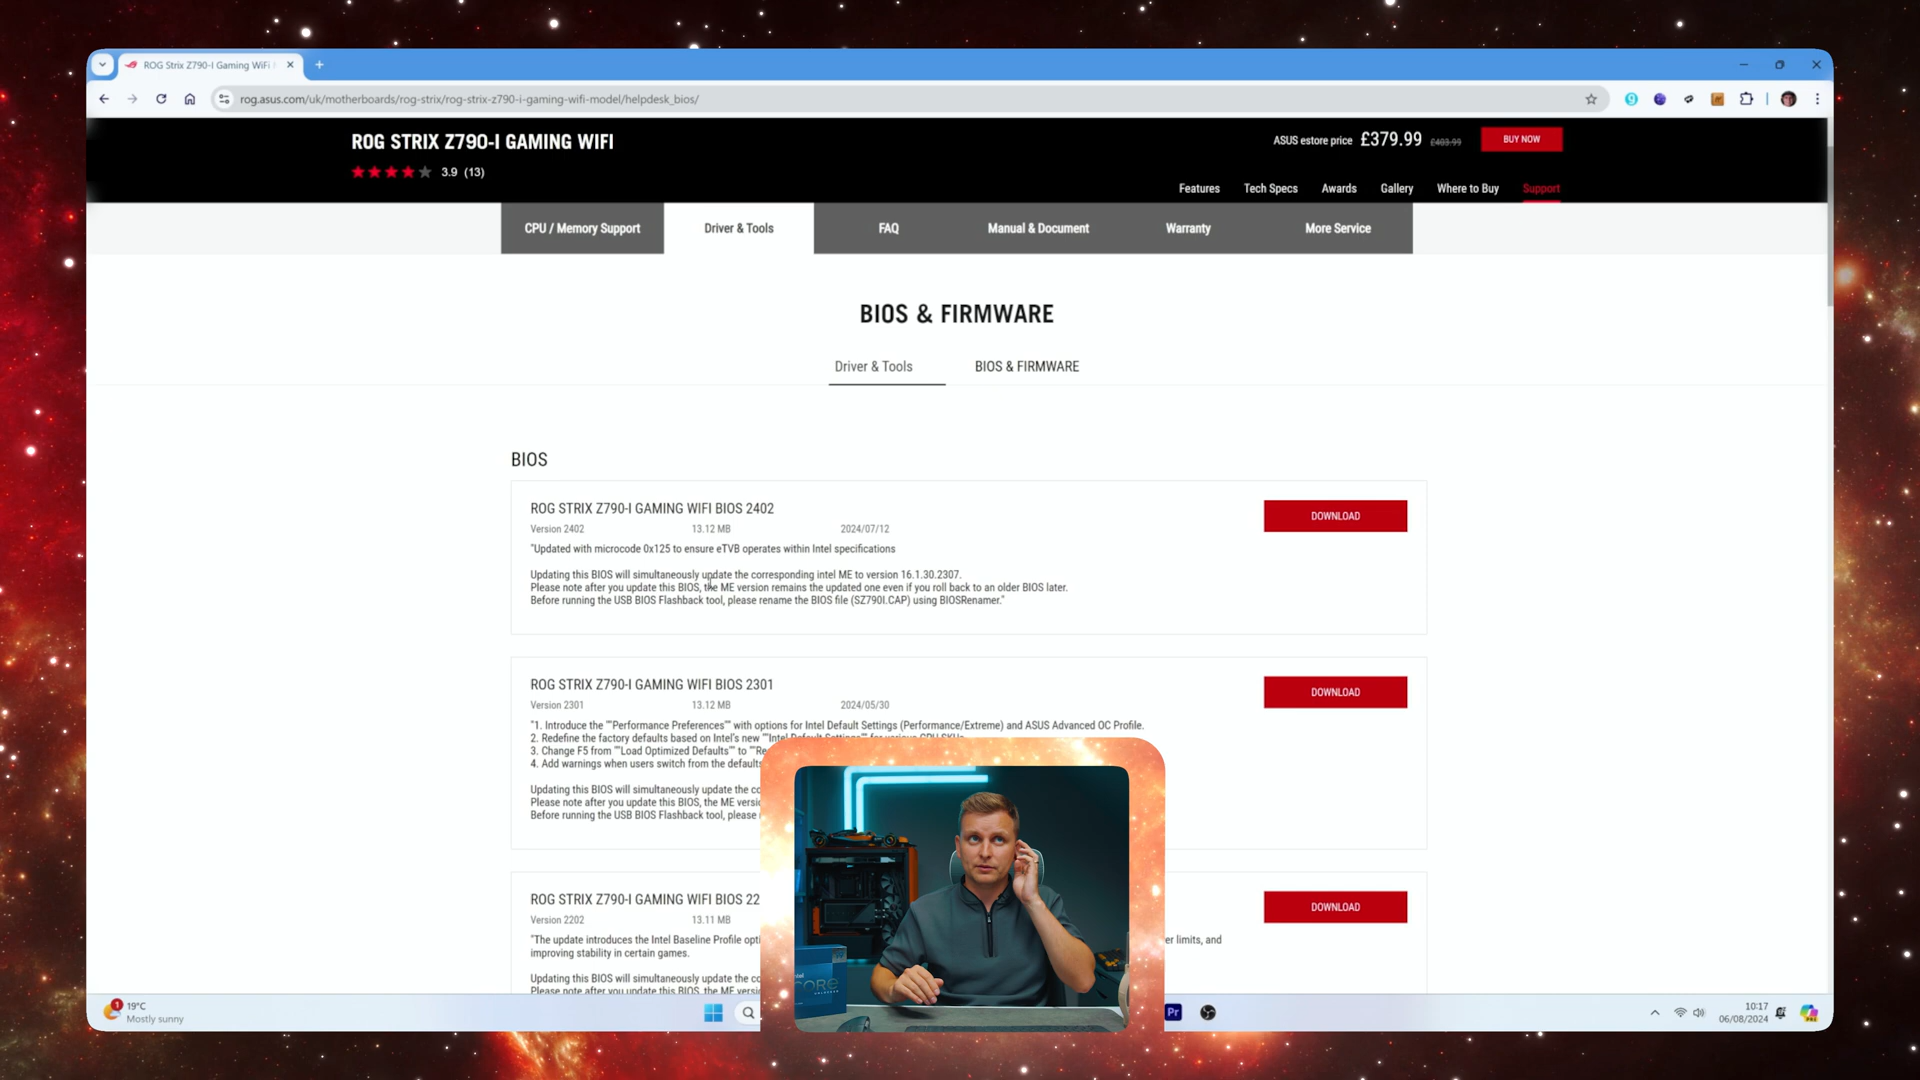 ROG Strix Z790-I Gaming WiFi
rog.asus.com/uk/motherboards/rog-strix/rog-strix-z790-i-gaming-wifi-model/helpdesk_bios/
ROG STRIX Z790-I GAMING WIFI
ASUS estore price £379.99 £403.99
BUY NOW
3.9 (13)
Features Tech Specs Awards Gallery Where to Buy Support
CPU / Memory Support Driver & Tools FAQ Manual & Document Warranty More Service
BIOS & FIRMWARE
Driver & Tools BIOS & FIRMWARE
BIOS
ROG STRIX Z790-I GAMING WIFI BIOS 2402
DOWNLOAD
Version 2402 13.12 MB 2024/07/12
"Updated with microcode 0x125 to ensure eTVB operates within Intel specifications
Updating this BIOS will simultaneously update the corresponding intel ME to version 16.1.30.2307.
Please note after you update this BIOS, the ME version remains the updated one even if you roll back to an older BIOS later.
Before running the USB BIOS Flashback tool, please rename the BIOS file (SZ790I.CAP) using BIOSRenamer."
ROG STRIX Z790-I GAMING WIFI BIOS 2301
DOWNLOAD
Version 2301 13.12 MB 2024/05/30
"1. Introduce the ""Performance Preferences"" with options for Intel Default Settings (Performance/Extreme) and ASUS Advanced OC Profile.
2. Redefine the factory defaults based on Intel's new ""Intel Default Settings"" for various CPU SKUs.
3. Change F5 from ""Load Optimized Defaults"" to ""Re
4. Add warnings when users switch from the defaults
Updating this BIOS will simultaneously update the co
Please note after you update this BIOS, the ME versio
Before running the USB BIOS Flashback tool, please
ROG STRIX Z790-I GAMING WIFI BIOS 22
DOWNLOAD
Version 2202 13.11 MB
"The update introduces the Intel Baseline Profile opti er limits, and
improving stability in certain games.
Updating this BIOS will simultaneously update the co
Please note after you update this BIOS, the ME versio
intel
CORE
1
19°C
Mostly sunny
Pr
10:17
06/08/2024